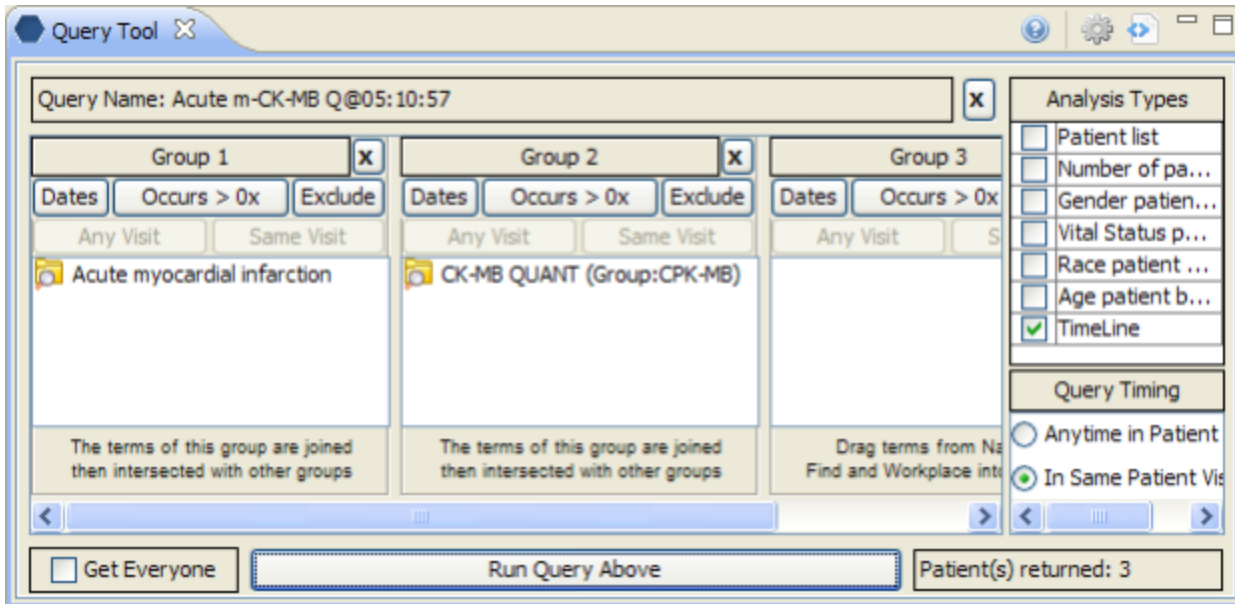 Query Tool
Query Name: Acute m-CK-MB Q@05:10:57
x
Analysis Types
Group 1
x
Group 2
x
Group 3
Dates
Occurs > 0x
Exclude
Dates
Occurs > 0x
Exclude
Dates
Occurs > 0x
Any Visit
Same Visit
Any Visit
Same Visit
Any Visit
S
Acute myocardial infarction
CK-MB QUANT (Group:CPK-MB)
The terms of this group are joined
then intersected with other groups
The terms of this group are joined
then intersected with other groups
Drag terms from Na
Find and Workplace into
Patient list
Number of pa...
Gender patien...
Vital Status p...
Race patient ...
Age patient b...
TimeLine
Query Timing
Anytime in Patient
In Same Patient Vis
Get Everyone
Run Query Above
Patient(s) returned: 3